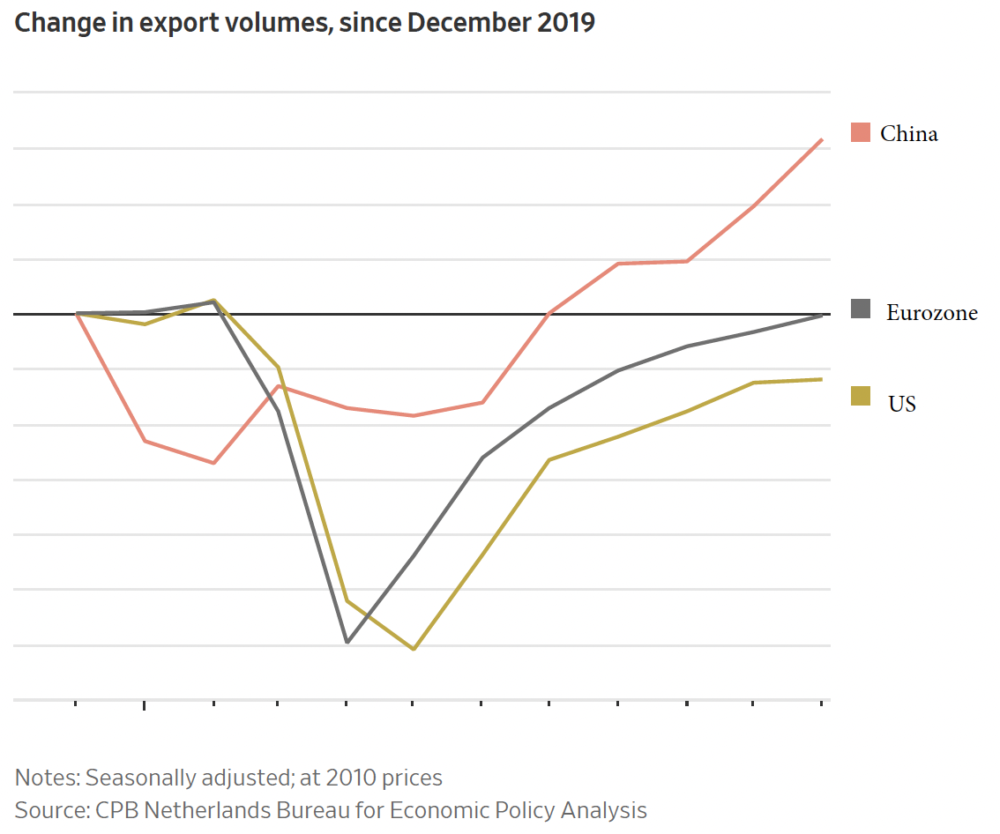 Change in export volumes, since December 2019
China
Eurozone
US
Notes: Seasonally adjusted; at 2010 prices
Source: CPB Netherlands Bureau for Economic Policy Analysis